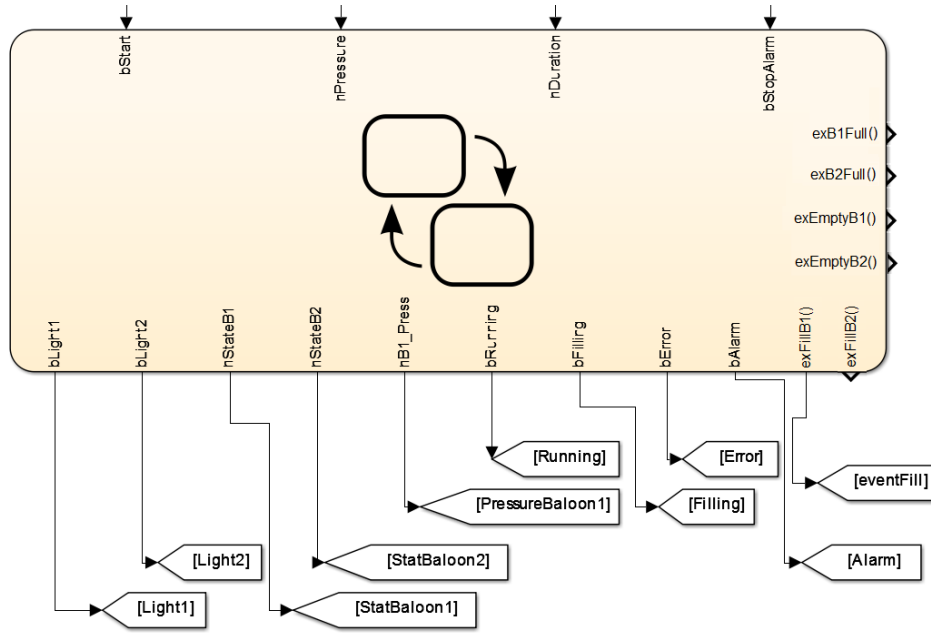 bStart
nPressure
nDuration
bStopAlarm
exB1Full()
exB2Full()
exEmptyB1()
exEmptyB2()
bLight1
bLight2
nStateB1
nStateB2
nB1_Press
bRunning
bFilling
bError
bAlarm
exFillB1()
exFillB2()
[Running]
[Error]
[eventFill]
[PressureBaloon1]
[Filling]
[Light2]
[StatBaloon2]
[Alarm]
[Light1]
[StatBaloon1]